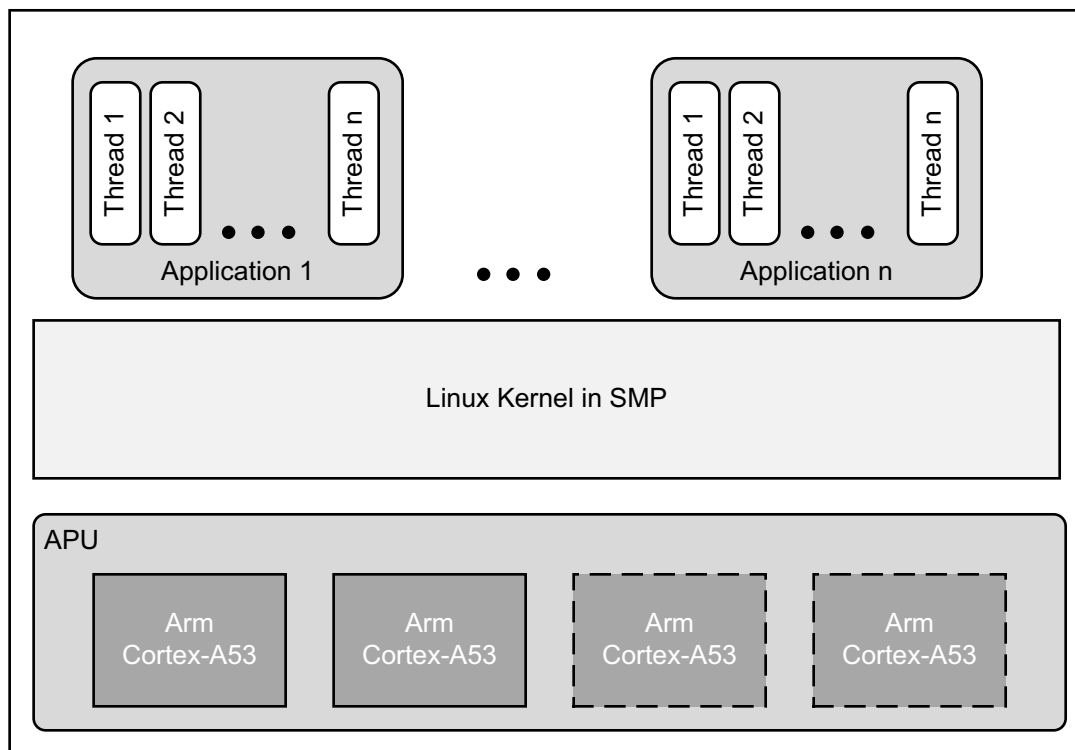 Thread 1
Thread 2
Thread n
Application 1
Thread 1
Thread 2
Thread n
Application n
Linux Kernel in SMP
APU
Arm
Cortex-A53
Arm
Cortex-A53
Arm
Cortex-A53
Arm
Cortex-A53